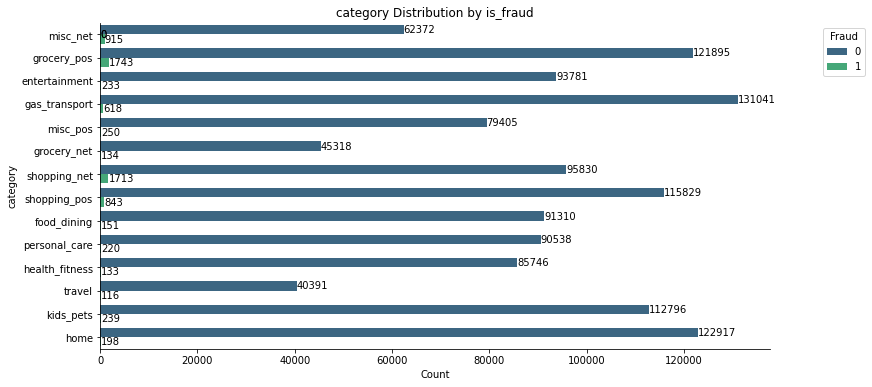 category Distribution by is_fraud
misc_net
0
62372
915
grocery_pos
121895
1743
entertainment
93781
233
gas_transport
131041
618
misc_pos
79405
250
grocery_net
45318
134
shopping_net
95830
1713
shopping_pos
115829
843
food_dining
91310
151
personal_care
90538
220
health_fitness
85746
133
travel
40391
116
kids_pets
112796
239
home
122917
198
category
0 20000 40000 60000 80000 100000 120000
Count
Fraud
0
1